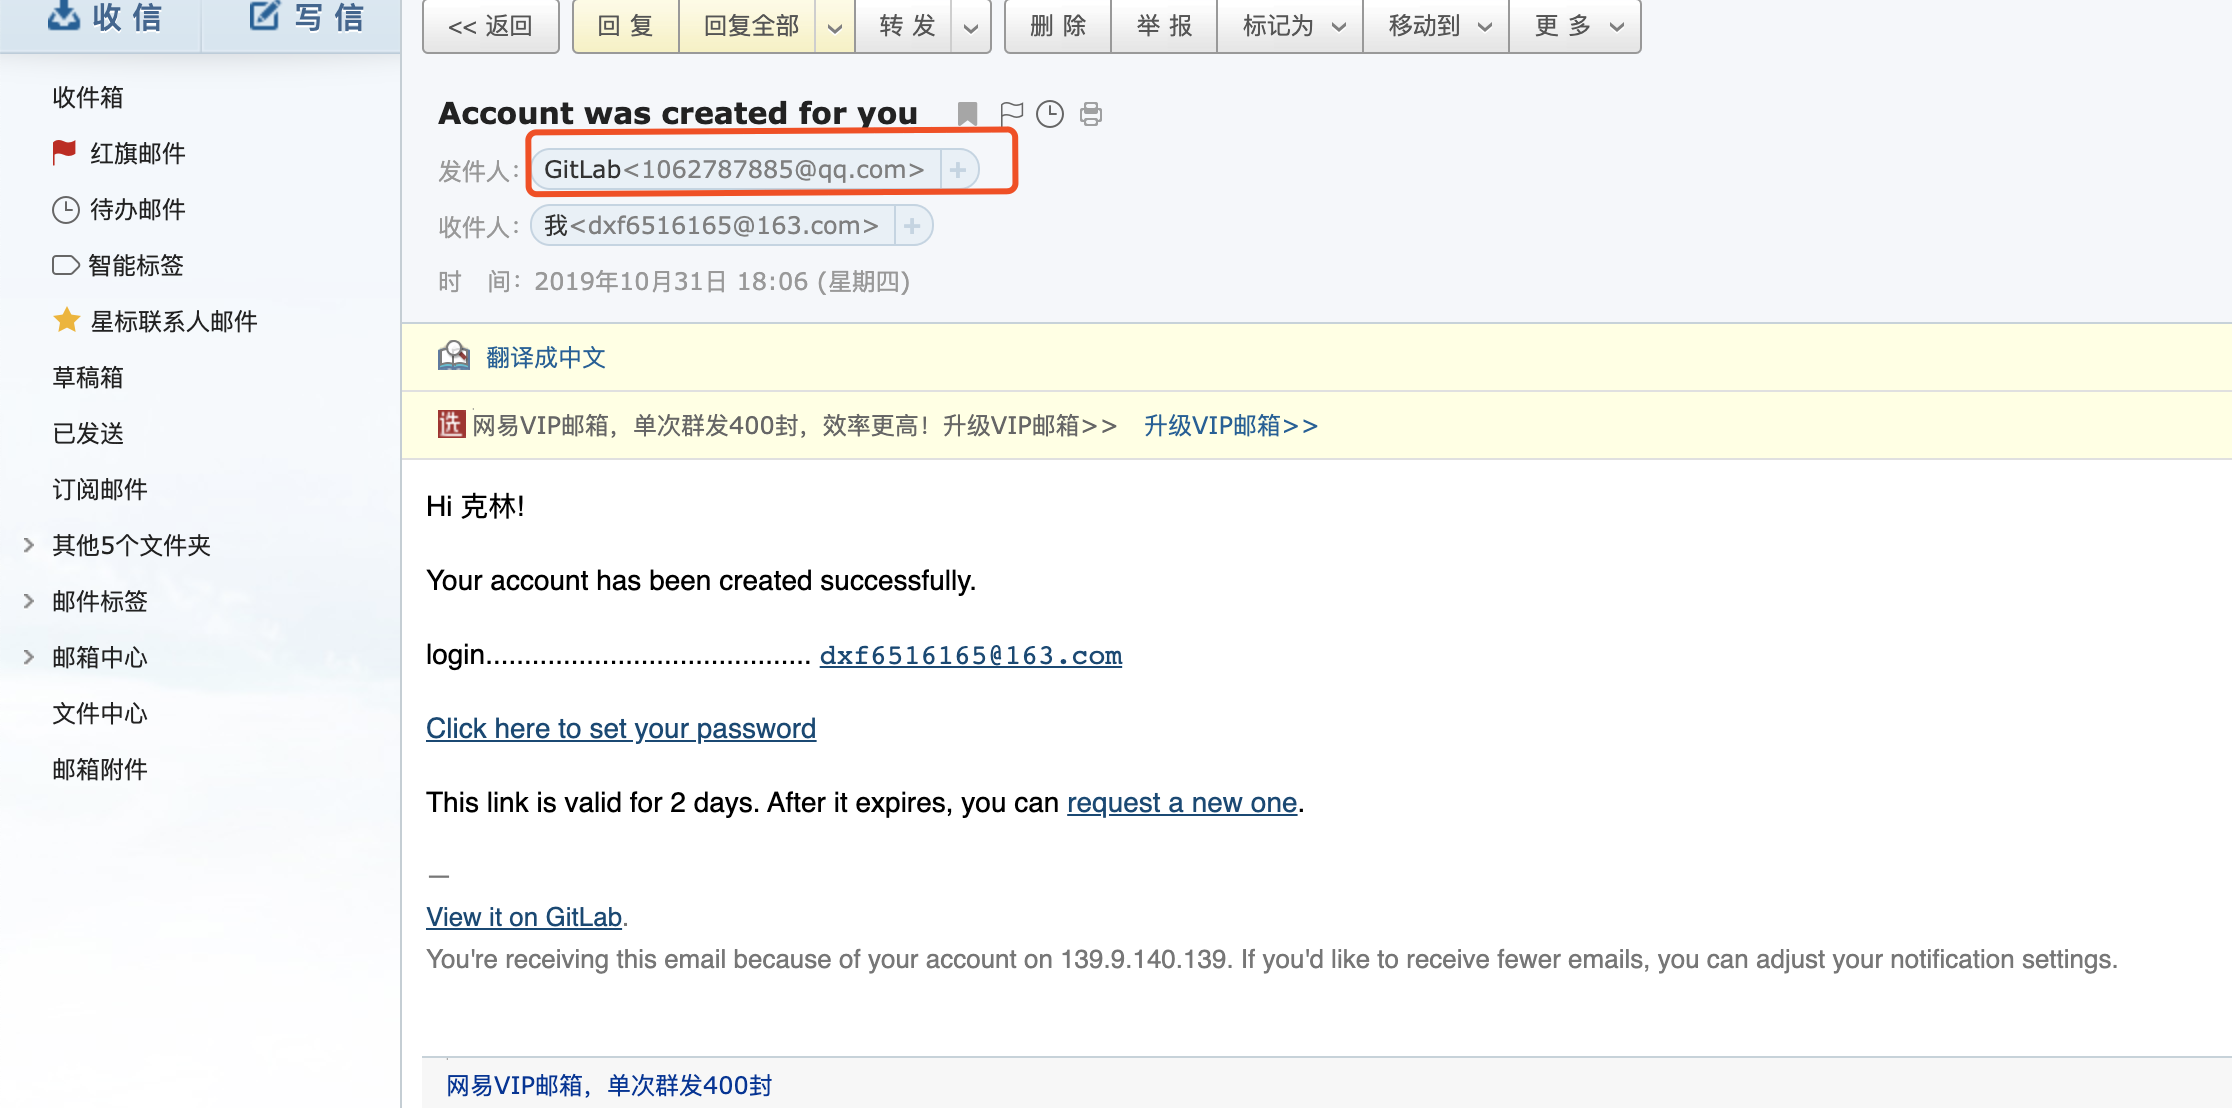 收 信
写 信
<< 返回
回 复
回复全部
转 发
删 除
举 报
标记为
移动到
更 多
收件箱
红旗邮件
待办邮件
智能标签
星标联系人邮件
草稿箱
已发送
订阅邮件
其他5个文件夹
邮件标签
邮箱中心
文件中心
邮箱附件
Account was created for you
发件人： GitLab<1062787885@qq.com> +
收件人： 我<dxf6516165@163.com> +
时 间： 2019年10月31日 18:06 (星期四)
翻译成中文
选 网易VIP邮箱，单次群发400封，效率更高！升级VIP邮箱>> 升级VIP邮箱>>
Hi 克林!
Your account has been created successfully.
login.......................................... dxf6516165@163.com
Click here to set your password
This link is valid for 2 days. After it expires, you can request a new one.
—
View it on GitLab.
You're receiving this email because of your account on 139.9.140.139. If you'd like to receive fewer emails, you can adjust your notification settings.
网易VIP邮箱，单次群发400封